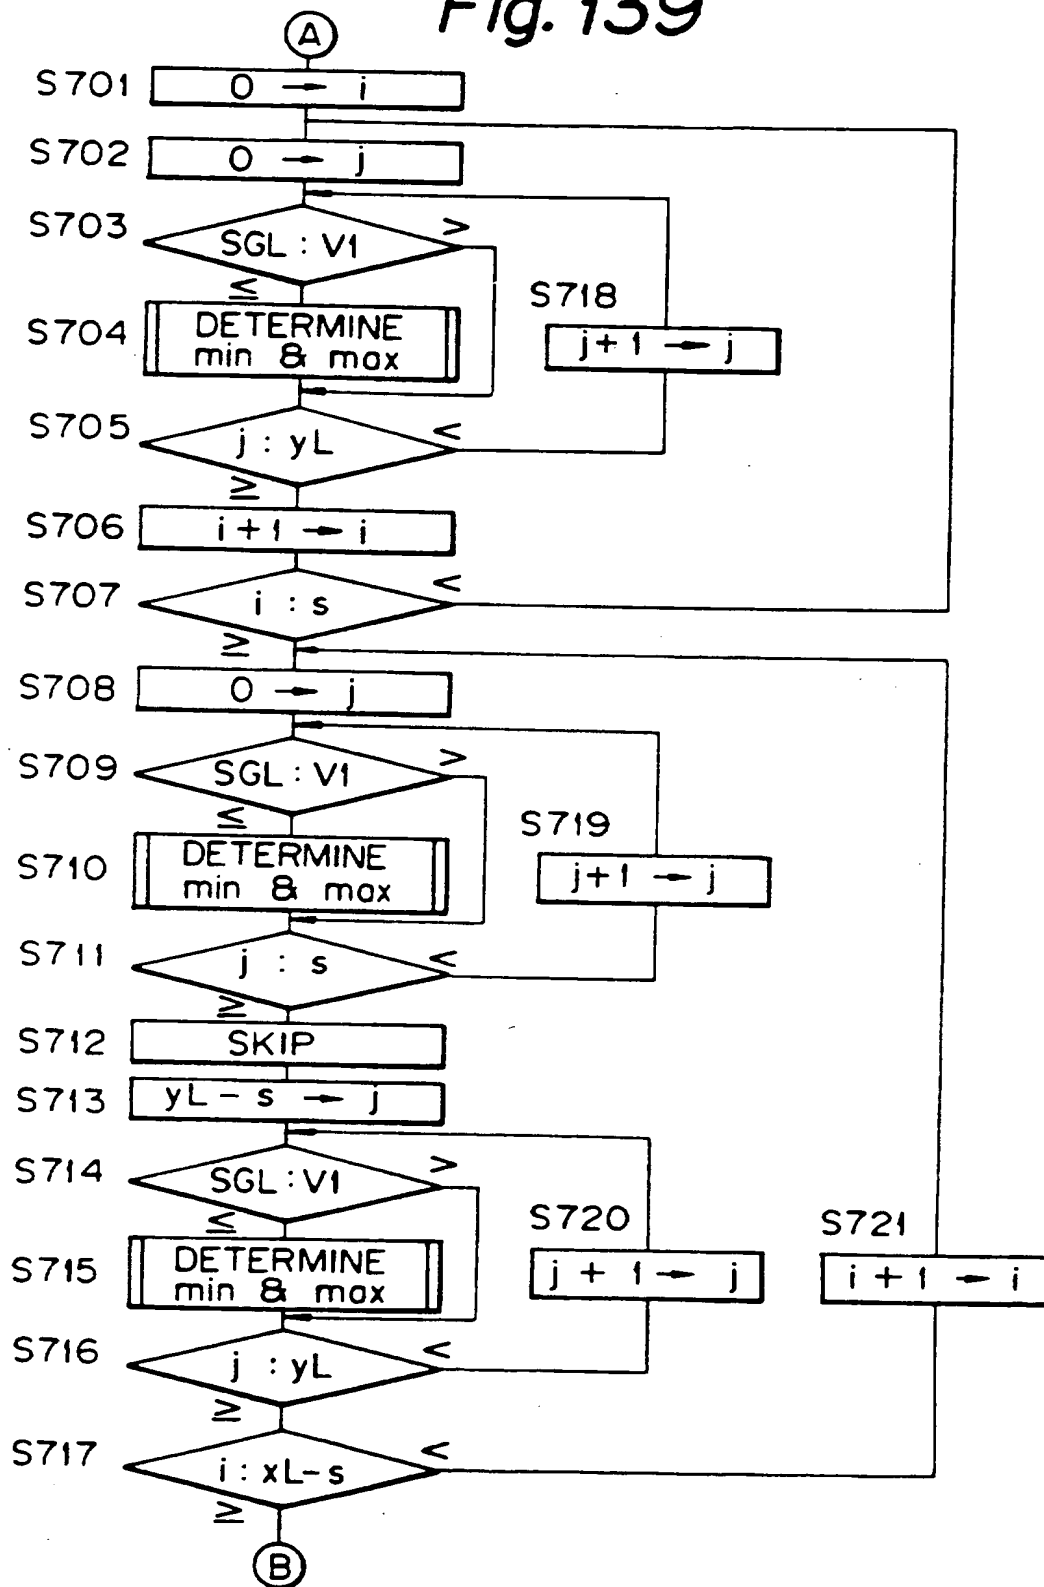 Fig. 139
A
S701
0 → i
S702
0 → j
S703
SGL : V1
>
≤
S704
DETERMINE
min & max
S718
j+1 → j
S705
j : yL
<
≥
S706
i+1 → i
S707
i : s
<
≥
S708
0 → j
S709
SGL : V1
>
≤
S710
DETERMINE
min & max
S719
j+1 → j
S711
j : s
<
≥
S712
SKIP
S713
yL - s → j
S714
SGL : V1
>
≤
S715
DETERMINE
min & max
S720
j + 1 → j
S721
i + 1 → i
S716
j : yL
<
≥
S717
i : xL-s
<
≥
B